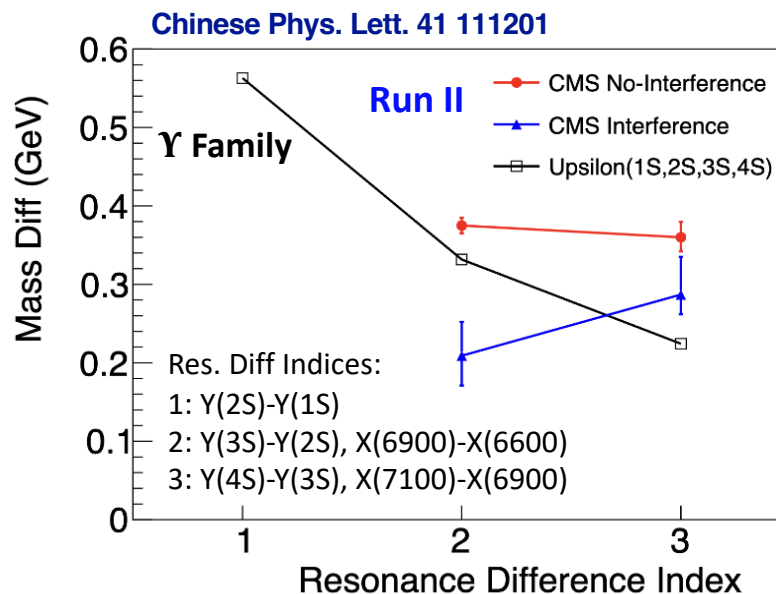 Chinese Phys. Lett. 41 111201
Mass Diff (GeV)
0.6
0.5
0.4
0.3
0.2
0.1
0
Run II
ϒ Family
CMS No-Interference
CMS Interference
Upsilon(1S,2S,3S,4S)
Res. Diff Indices:
1: Y(2S)-Y(1S)
2: Y(3S)-Y(2S), X(6900)-X(6600)
3: Y(4S)-Y(3S), X(7100)-X(6900)
1 2 3
Resonance Difference Index